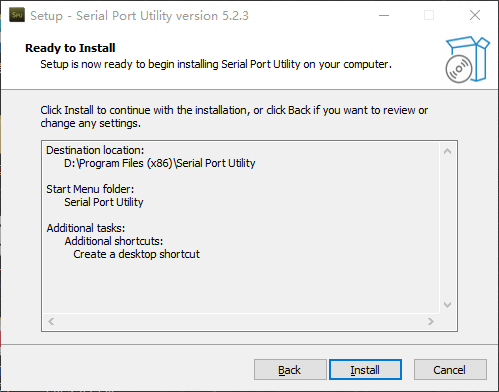 Setup - Serial Port Utility version 5.2.3
Ready to Install
Setup is now ready to begin installing Serial Port Utility on your computer.
Click Install to continue with the installation, or click Back if you want to review or
change any settings.
Destination location:
D:\Program Files (x86)\Serial Port Utility
Start Menu folder:
Serial Port Utility
Additional tasks:
Additional shortcuts:
Create a desktop shortcut
Back
Install
Cancel